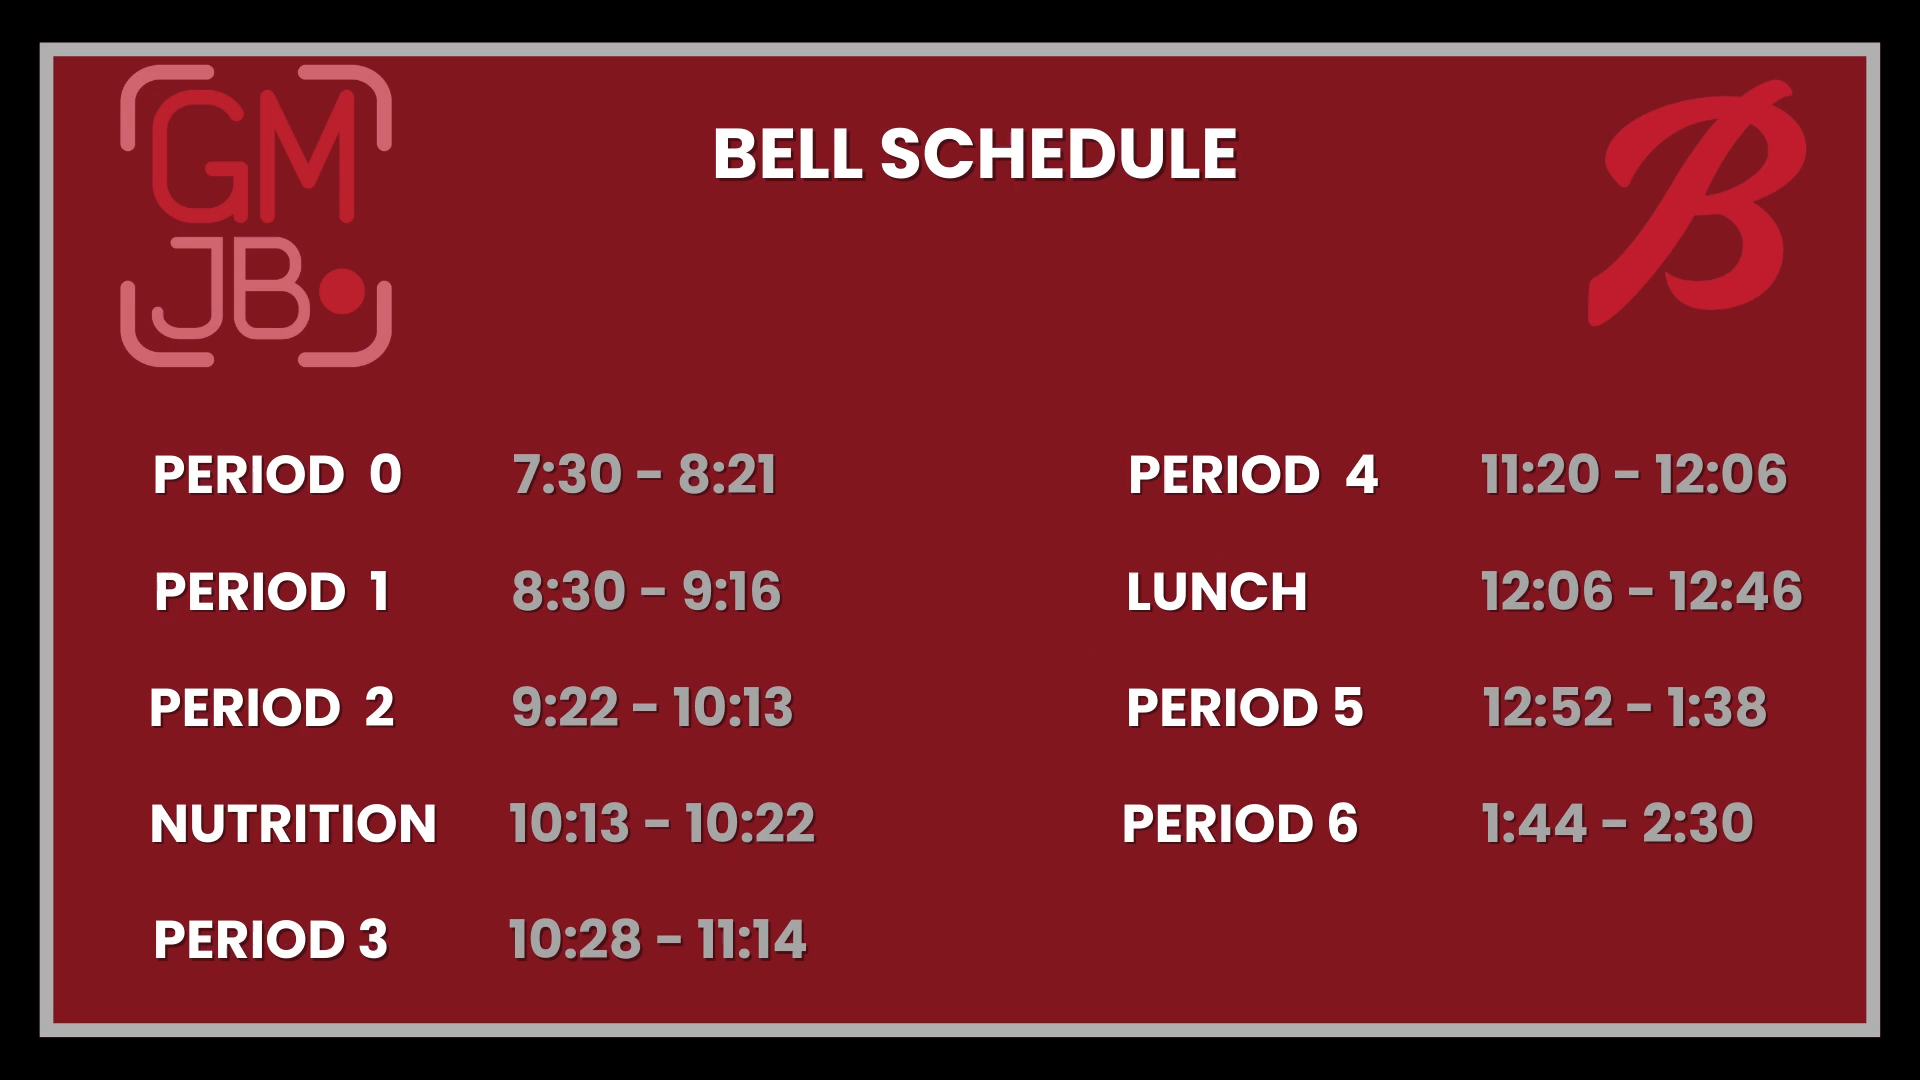 GM
JB
B
BELL SCHEDULE
PERIOD 0 7:30 - 8:21
PERIOD 1 8:30 - 9:16
PERIOD 2 9:22 - 10:13
NUTRITION 10:13 - 10:22
PERIOD 3 10:28 - 11:14
PERIOD 4 11:20 - 12:06
LUNCH 12:06 - 12:46
PERIOD 5 12:52 - 1:38
PERIOD 6 1:44 - 2:30